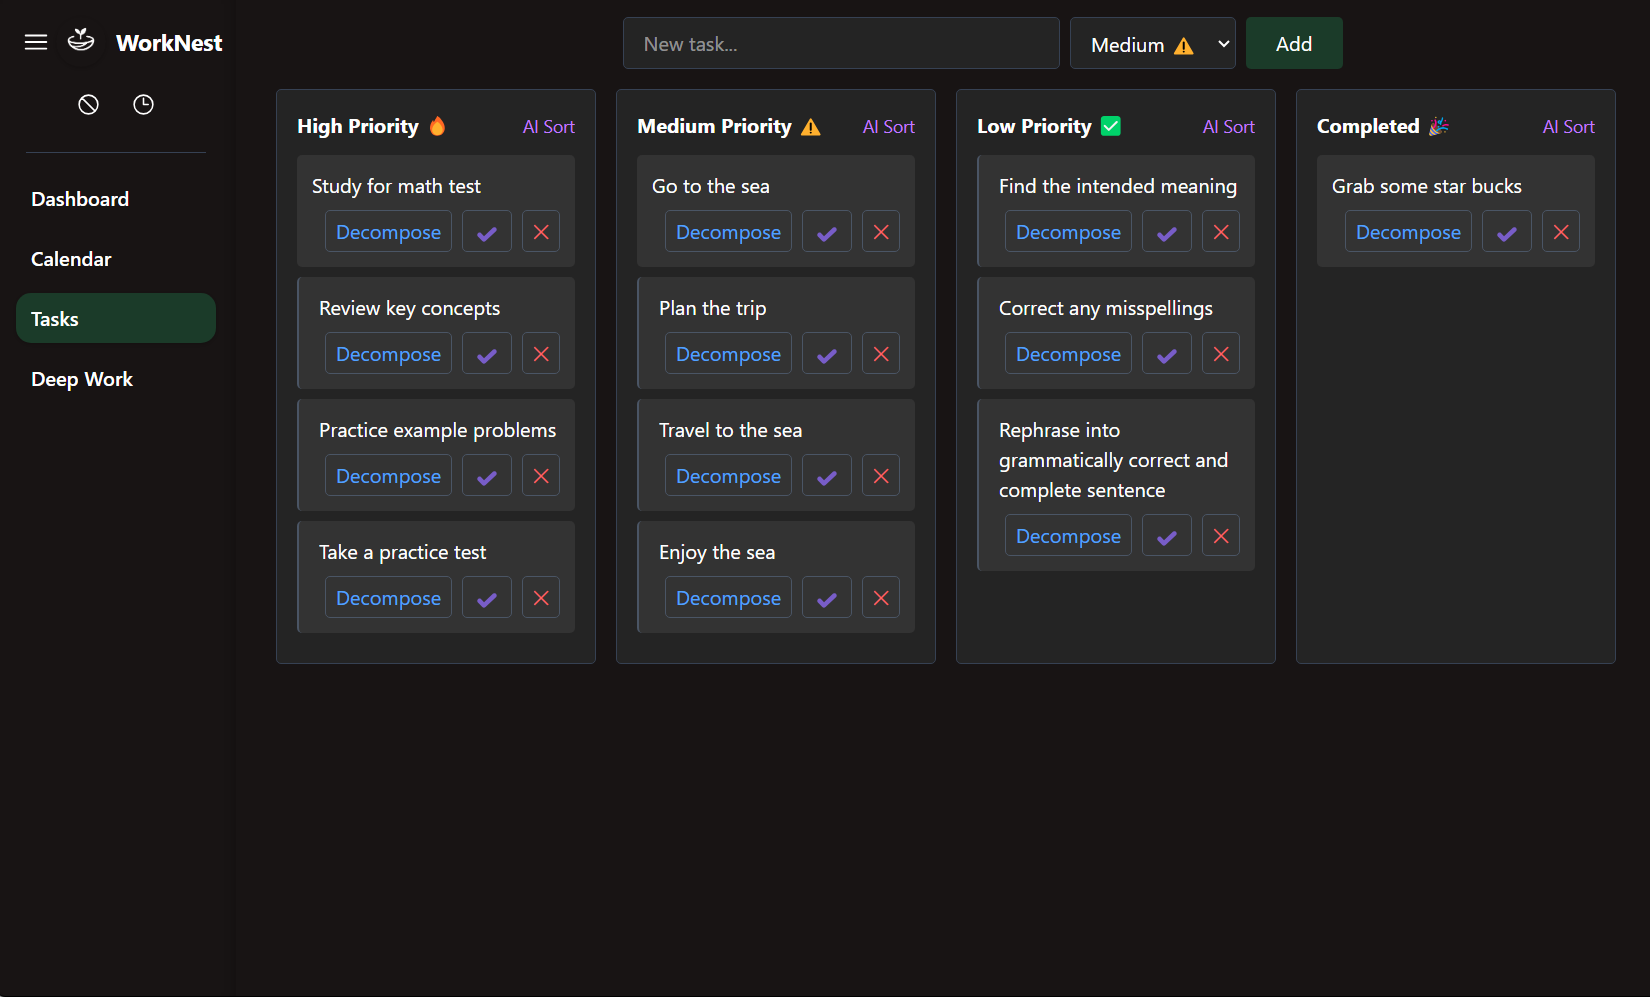 WorkNest
Dashboard
Calendar
Tasks
Deep Work
New task...
Medium ⚠️
Add
High Priority 🔥
AI Sort
Study for math test
Decompose
Review key concepts
Decompose
Practice example problems
Decompose
Take a practice test
Decompose
Medium Priority ⚠️
AI Sort
Go to the sea
Decompose
Plan the trip
Decompose
Travel to the sea
Decompose
Enjoy the sea
Decompose
Low Priority ✅
AI Sort
Find the intended meaning
Decompose
Correct any misspellings
Decompose
Rephrase into
grammatically correct and
complete sentence
Decompose
Completed 🎉
AI Sort
Grab some star bucks
Decompose